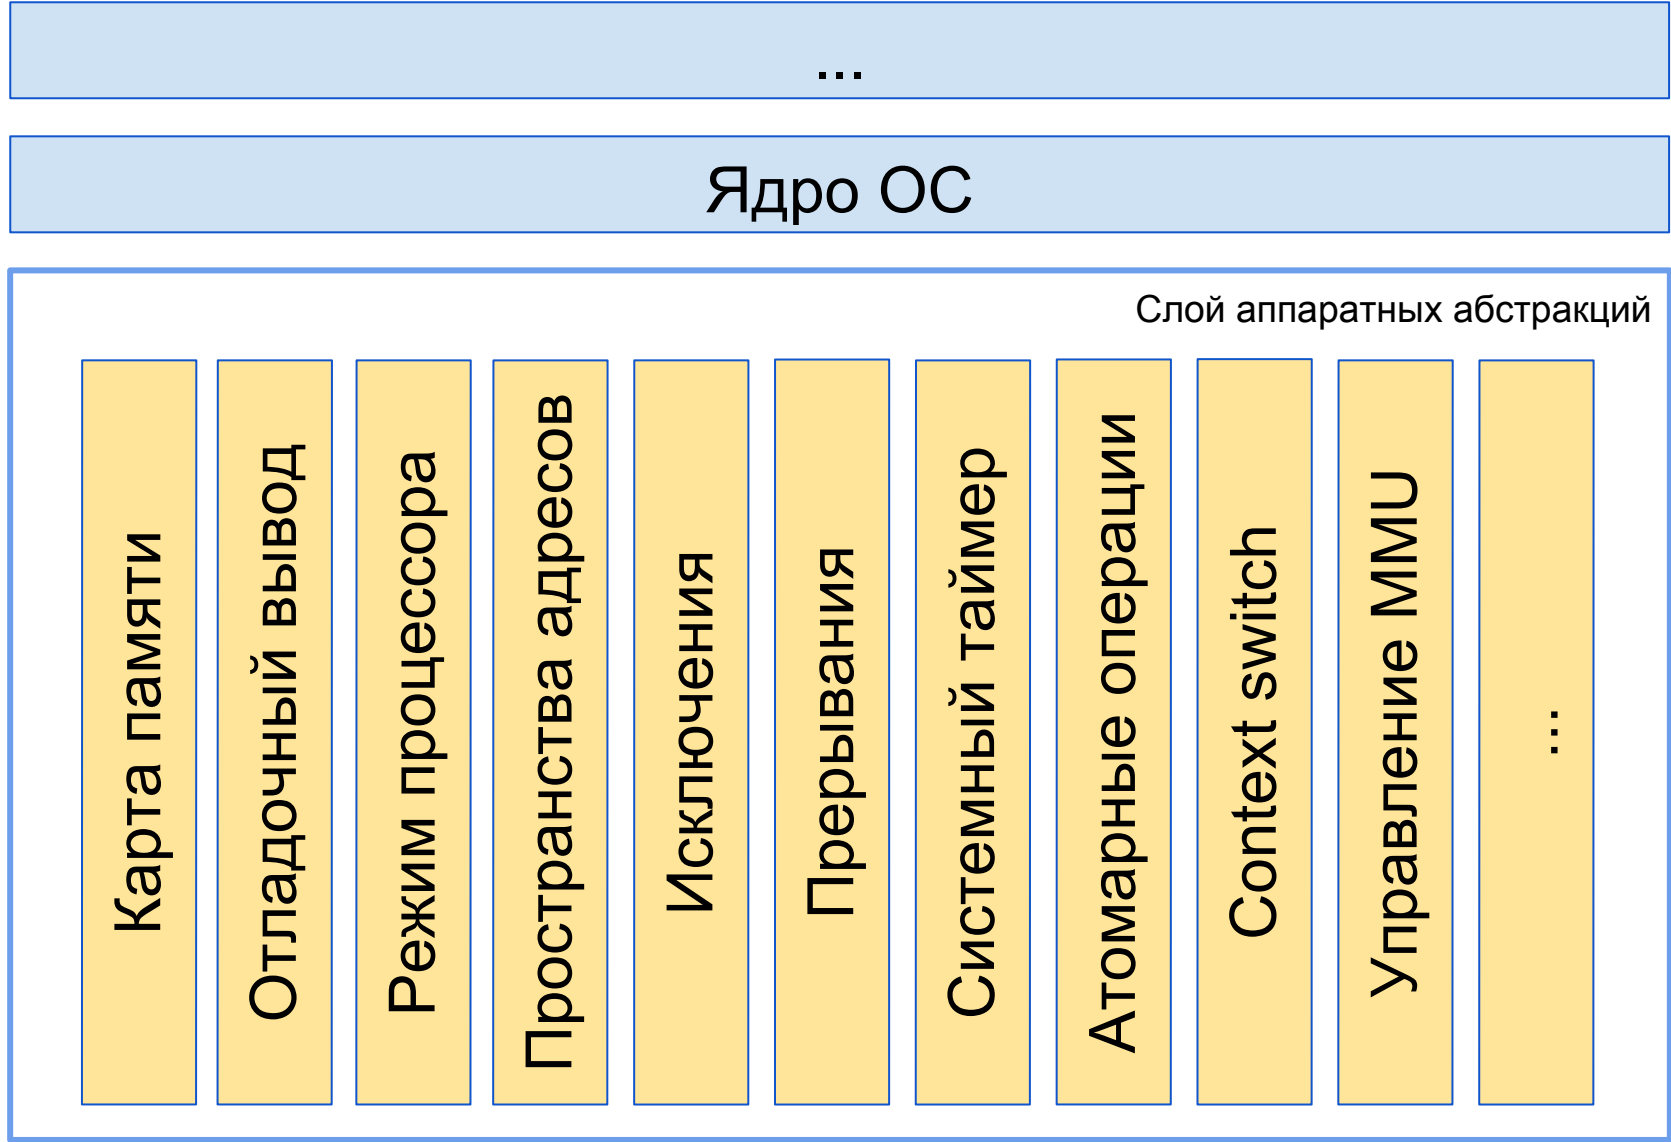 ...
Ядро ОС
Слой аппаратных абстракций
Карта памяти
Отладочный вывод
Режим процессора
Пространства адресов
Исключения
Прерывания
Системный таймер
Атомарные операции
Context switch
Управление MMU
...